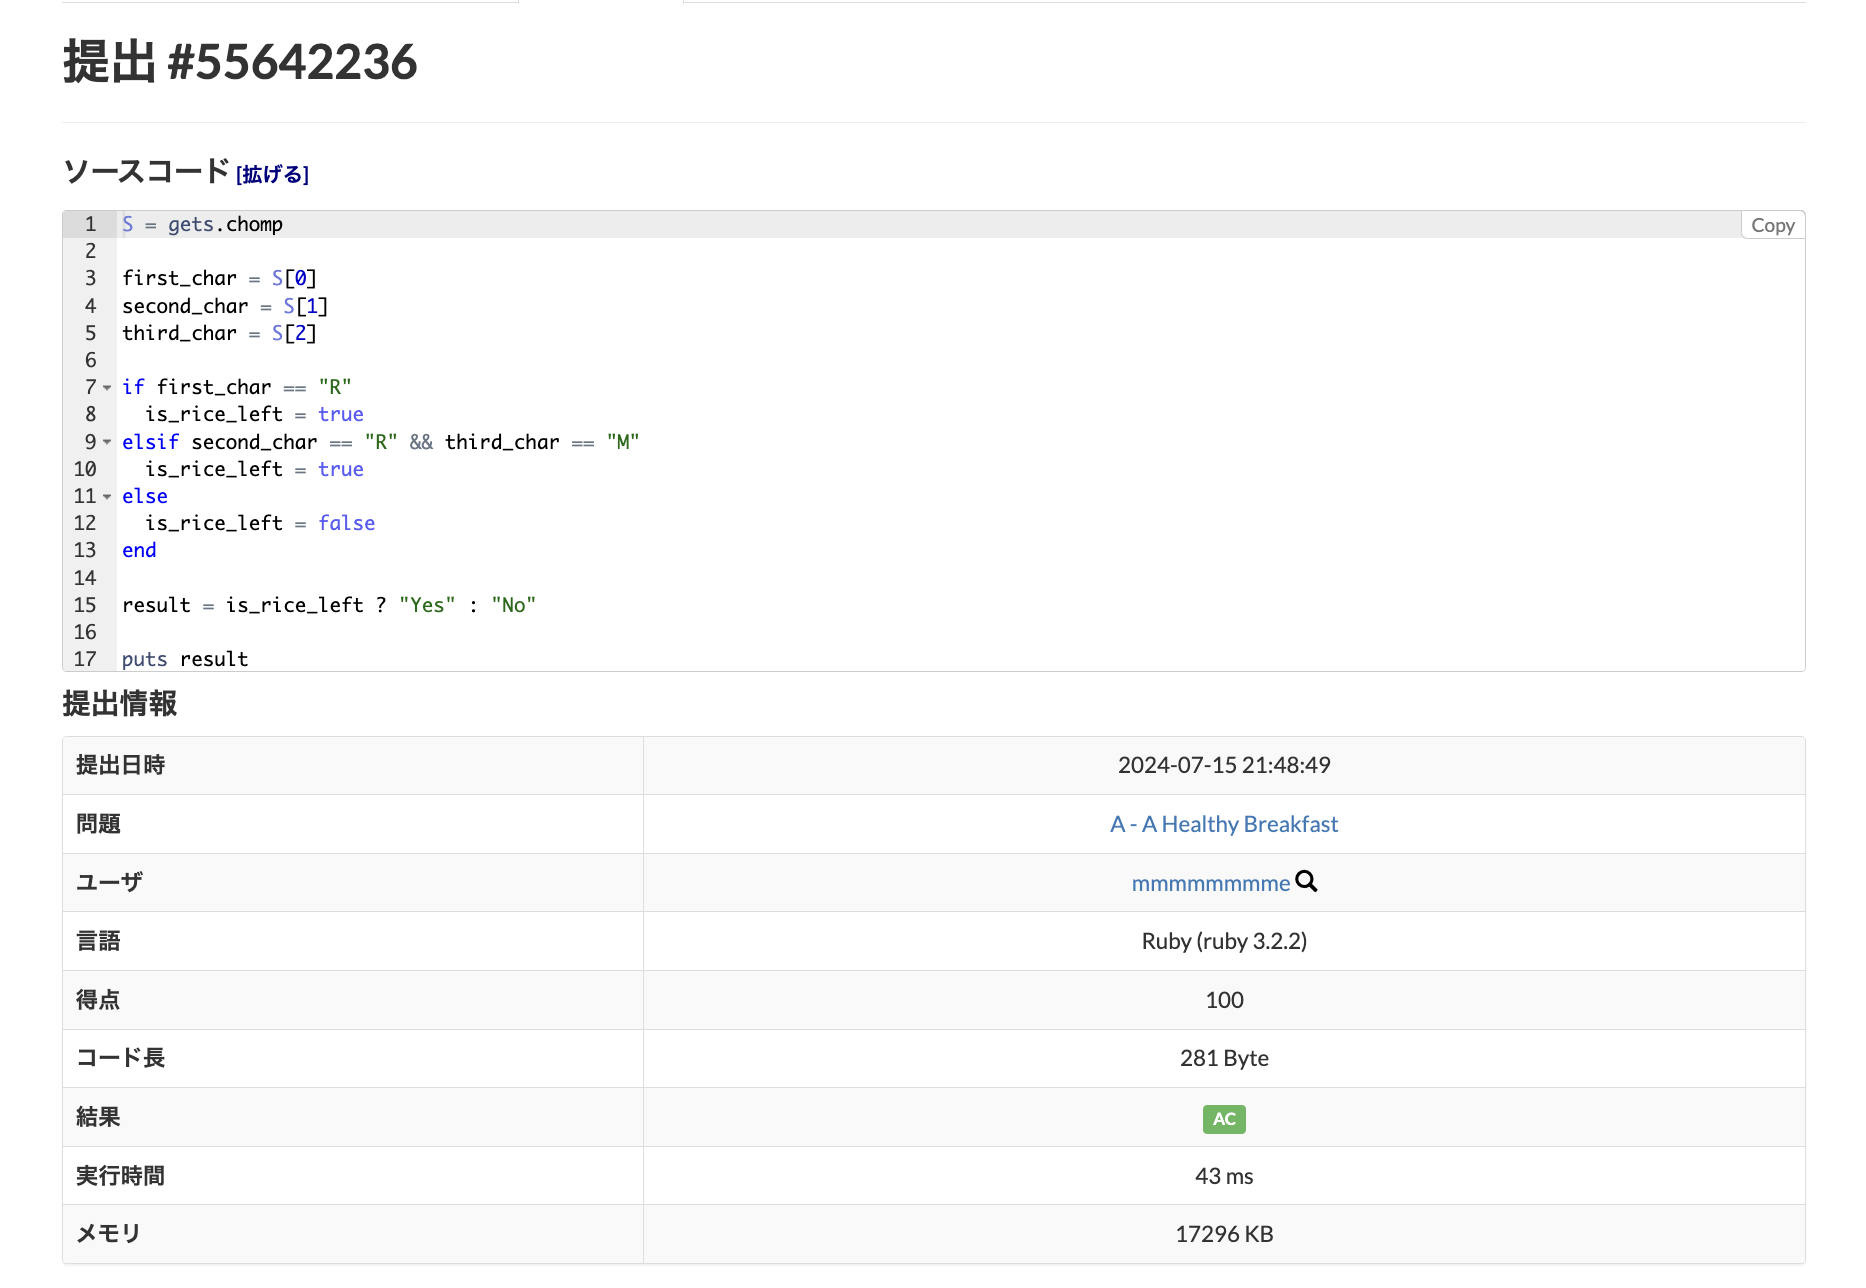 提出 #55642236
ソースコード [拡げる]
Copy
1 S = gets.chomp
2
3 first_char = S[0]
4 second_char = S[1]
5 third_char = S[2]
6
7 if first_char == "R"
8   is_rice_left = true
9 elsif second_char == "R" && third_char == "M"
10   is_rice_left = true
11 else
12   is_rice_left = false
13 end
14
15 result = is_rice_left ? "Yes" : "No"
16
17 puts result
提出情報
提出日時 2024-07-15 21:48:49
問題 A - A Healthy Breakfast
ユーザ mmmmmmmme
言語 Ruby (ruby 3.2.2)
得点 100
コード長 281 Byte
結果 AC
実行時間 43 ms
メモリ 17296 KB